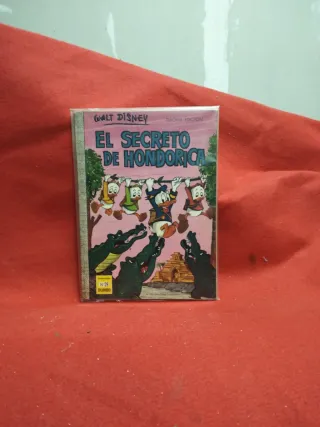 WALT DISNEY
EL SECRETO
DE HONDORICA